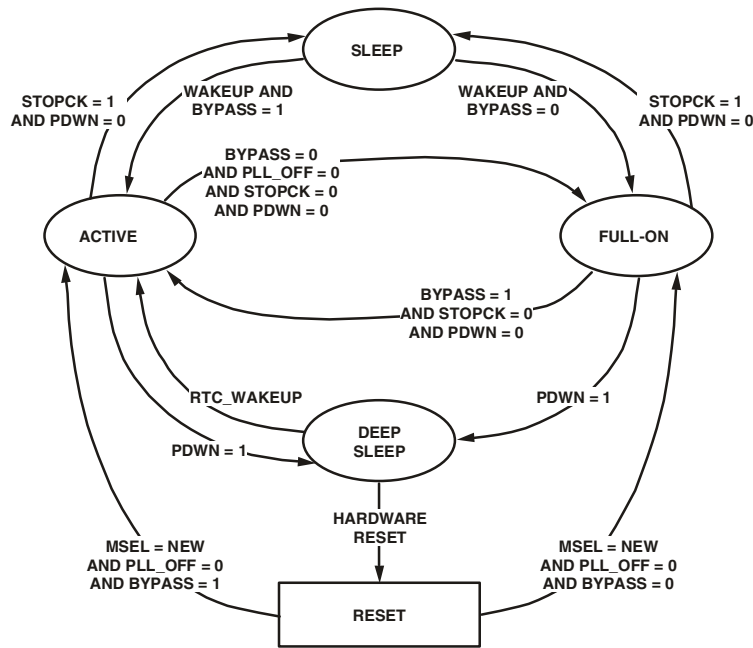 SLEEP
STOPCK = 1
AND PDWN = 0
WAKEUP AND
BYPASS = 1
WAKEUP AND
BYPASS = 0
STOPCK = 1
AND PDWN = 0
BYPASS = 0
AND PLL_OFF = 0
AND STOPCK = 0
AND PDWN = 0
ACTIVE
FULL-ON
BYPASS = 1
AND STOPCK = 0
AND PDWN = 0
RTC_WAKEUP
PDWN = 1
DEEP
SLEEP
PDWN = 1
HARDWARE
RESET
MSEL = NEW
AND PLL_OFF = 0
AND BYPASS = 1
MSEL = NEW
AND PLL_OFF = 0
AND BYPASS = 0
RESET